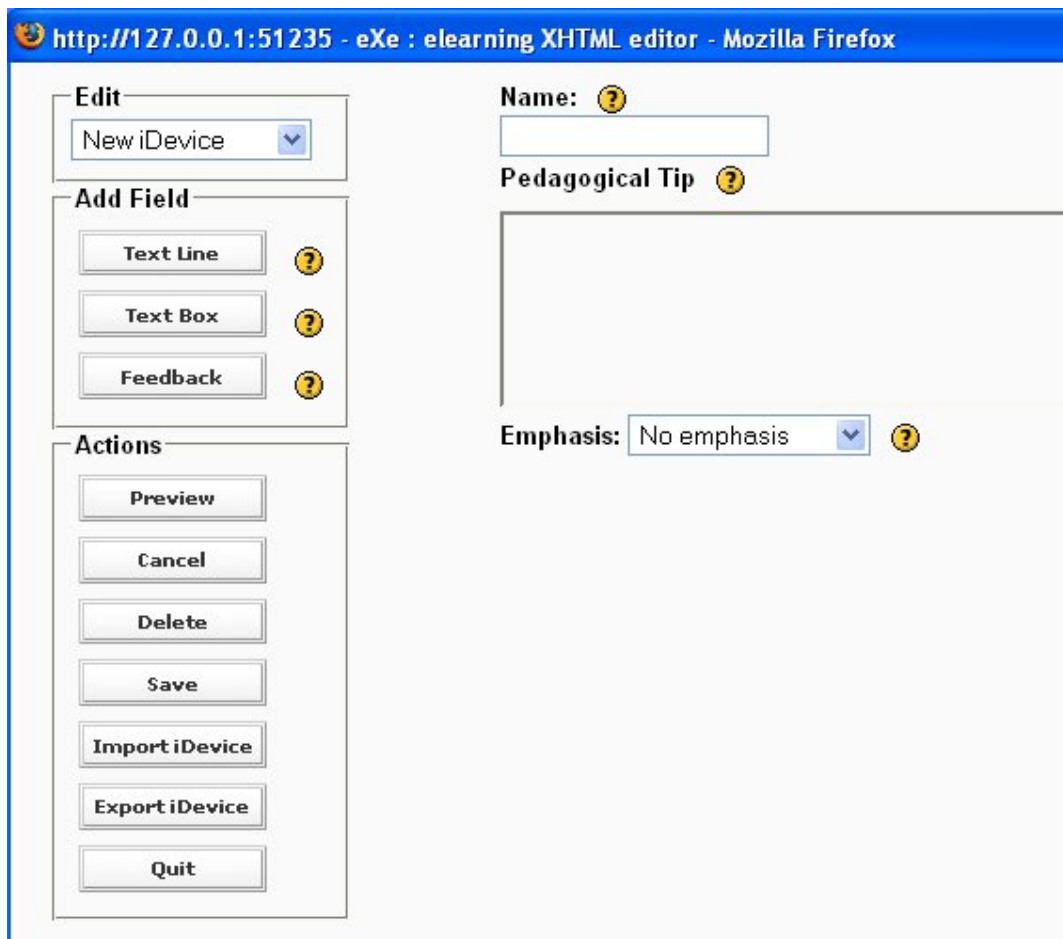 http://127.0.0.1:51235 - eXe : elearning XHTML editor - Mozilla Firefox
Edit
New iDevice
Add Field
Text Line
?
Text Box
?
Feedback
?
Actions
Preview
Cancel
Delete
Save
Import iDevice
Export iDevice
Quit
Name: ?
Pedagogical Tip ?
Emphasis: No emphasis ?